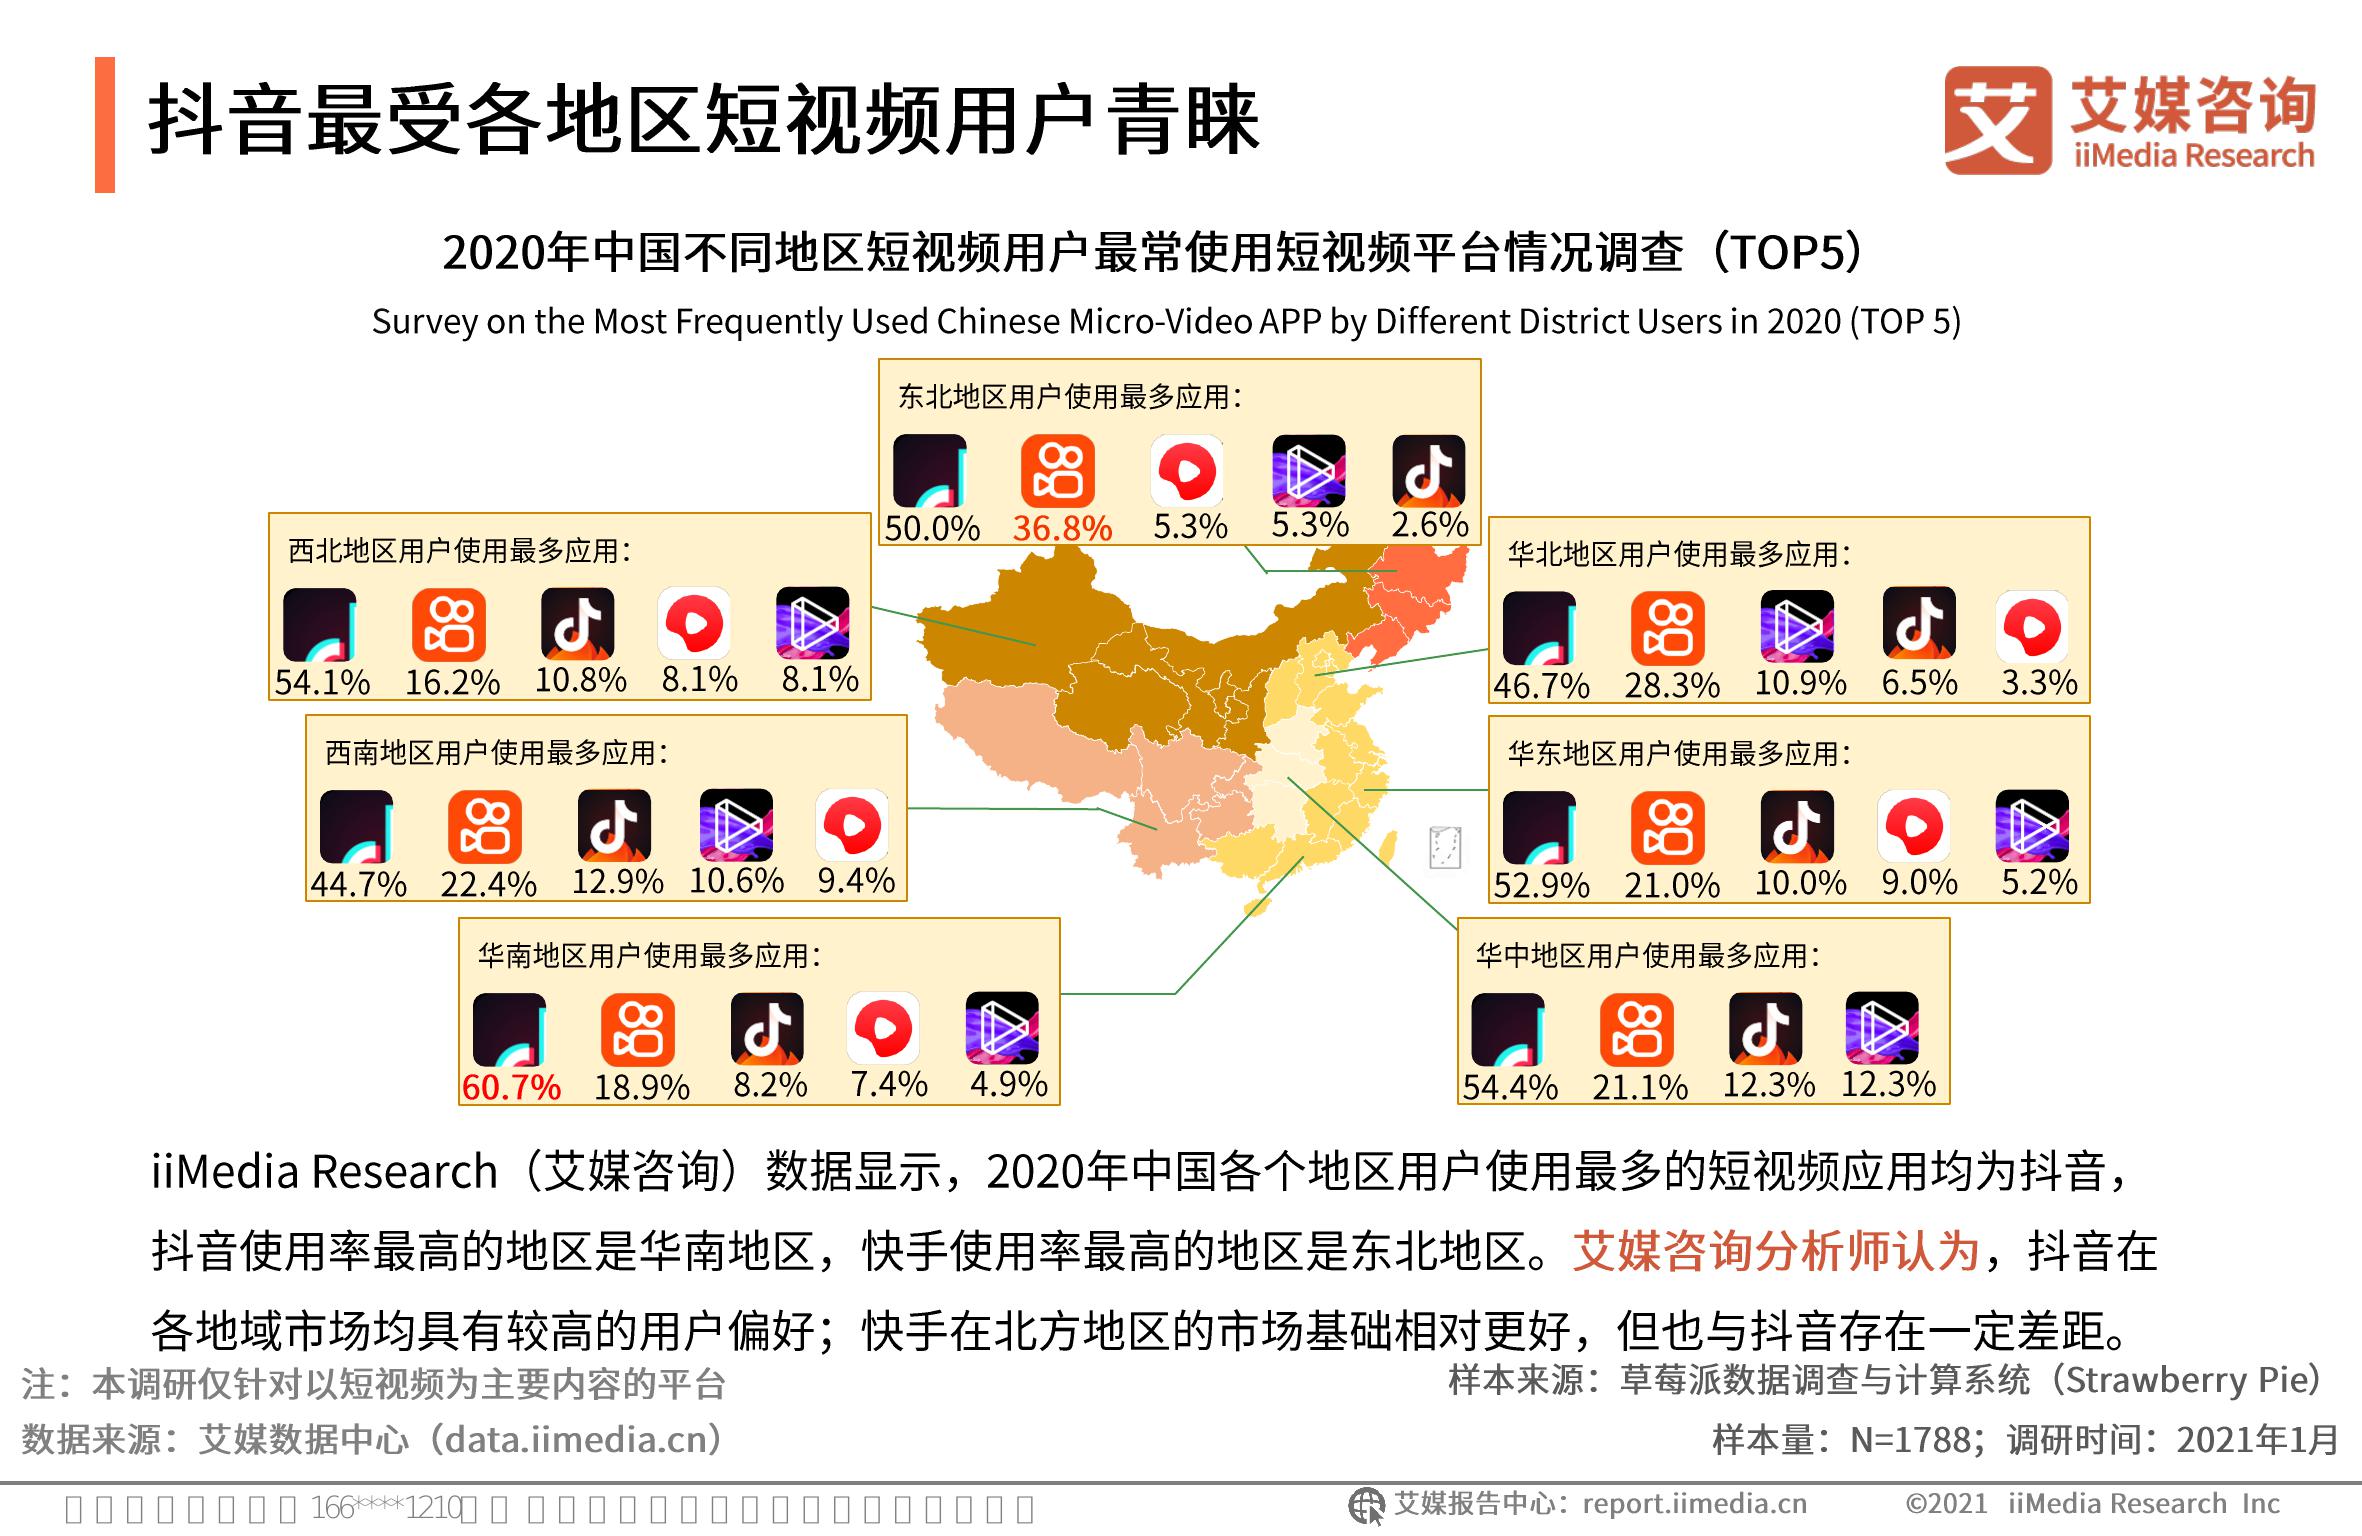 抖音最受各地区短视频用户青睐
艾 艾媒咨询
iiMedia Research
2020年中国不同地区短视频用户最常使用短视频平台情况调查（TOP5）
Survey on the Most Frequently Used Chinese Micro-Video APP by Different District Users in 2020 (TOP 5)
东北地区用户使用最多应用：
50.0% 36.8% 5.3% 5.3% 2.6%
西北地区用户使用最多应用：
54.1% 16.2% 10.8% 8.1% 8.1%
华北地区用户使用最多应用：
46.7% 28.3% 10.9% 6.5% 3.3%
西南地区用户使用最多应用：
44.7% 22.4% 12.9% 10.6% 9.4%
华东地区用户使用最多应用：
52.9% 21.0% 10.0% 9.0% 5.2%
华南地区用户使用最多应用：
60.7% 18.9% 8.2% 7.4% 4.9%
华中地区用户使用最多应用：
54.4% 21.1% 12.3% 12.3%
iiMedia Research（艾媒咨询）数据显示，2020年中国各个地区用户使用最多的短视频应用均为抖音，
抖音使用率最高的地区是华南地区，快手使用率最高的地区是东北地区。艾媒咨询分析师认为，抖音在
各地域市场均具有较高的用户偏好；快手在北方地区的市场基础相对更好，但也与抖音存在一定差距。
注：本调研仅针对以短视频为主要内容的平台
样本来源：草莓派数据调查与计算系统（Strawberry Pie）
数据来源：艾媒数据中心（data.iimedia.cn）
样本量：N=1788；调研时间：2021年1月
166****1210
艾媒报告中心：report.iimedia.cn ©2021 iiMedia Research Inc